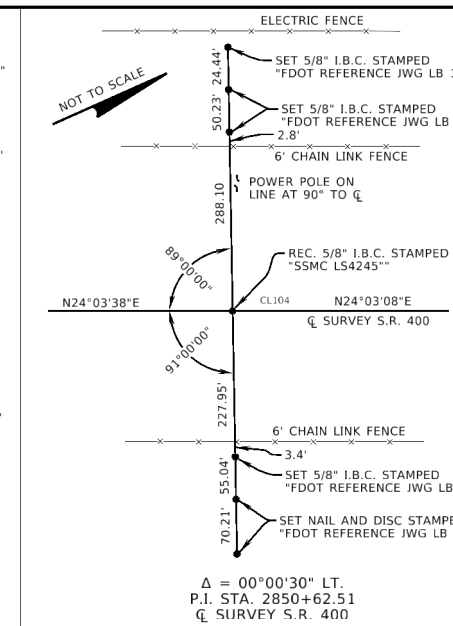 ELECTRIC FENCE
NOT TO SCALE
24.44'
SET 5/8" I.B.C. STAMPED
"FDOT REFERENCE JWG LB
50.23'
SET 5/8" I.B.C. STAMPED
"FDOT REFERENCE JWG LB
2.8'
6' CHAIN LINK FENCE
288.10
POWER POLE ON
LINE AT 90° TO ℄
89°00'00"
REC. 5/8" I.B.C. STAMPED
"SSMC LS4245""
N24°03'38"E
CL104
N24°03'08"E
℄ SURVEY S.R. 400
91°00'00"
227.95'
6' CHAIN LINK FENCE
3.4'
55.04'
SET 5/8" I.B.C. STAMPED
"FDOT REFERENCE JWG LB
70.21'
SET NAIL AND DISC STAMPE
"FDOT REFERENCE JWG LB
Δ = 00°00'30" LT.
P.I. STA. 2850+62.51
℄ SURVEY S.R. 400